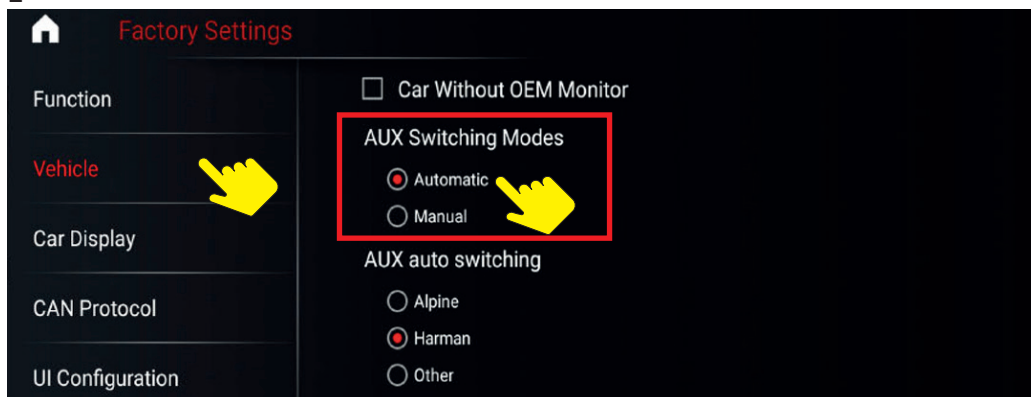 Factory Settings
Function
Vehicle
Car Display
CAN Protocol
UI Configuration
Car Without OEM Monitor
AUX Switching Modes
Automatic
Manual
AUX auto switching
Alpine
Harman
Other